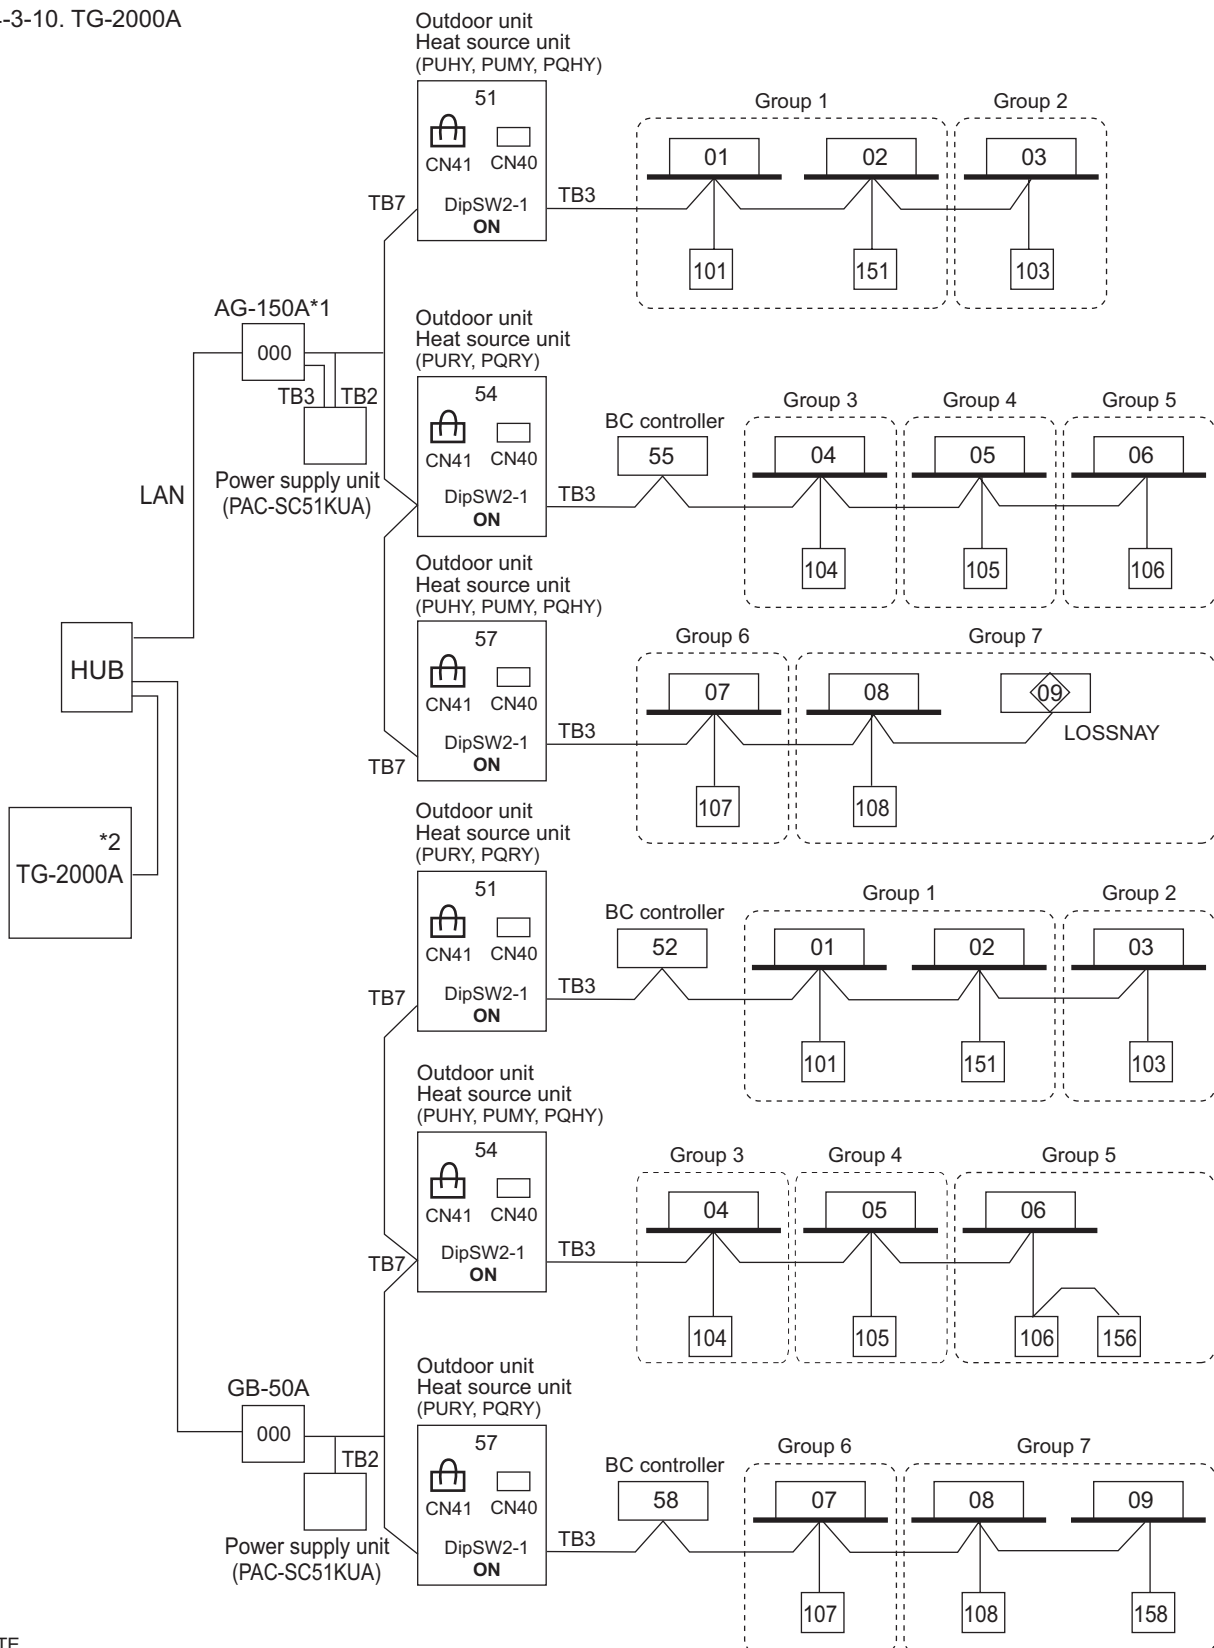 -3-10. TG-2000A
Outdoor unit
Heat source unit
(PUHY, PUMY, PQHY)
51
CN41 CN40
DipSW2-1
ON
TB7
TB3
Group 1
Group 2
01
02
03
101
151
103
AG-150A*1
000
TB3
TB2
Power supply unit
(PAC-SC51KUA)
LAN
Outdoor unit
Heat source unit
(PURY, PQRY)
54
CN41 CN40
DipSW2-1
ON
TB3
BC controller
55
Group 3
Group 4
Group 5
04
05
06
104
105
106
Outdoor unit
Heat source unit
(PUHY, PUMY, PQHY)
57
CN41 CN40
DipSW2-1
ON
TB7
TB3
Group 6
Group 7
07
08
09
LOSSNAY
107
108
HUB
*2
TG-2000A
Outdoor unit
Heat source unit
(PURY, PQRY)
51
CN41 CN40
DipSW2-1
ON
TB7
TB3
BC controller
52
Group 1
Group 2
01
02
03
101
151
103
Outdoor unit
Heat source unit
(PUHY, PUMY, PQHY)
54
CN41 CN40
DipSW2-1
ON
TB7
TB3
Group 3
Group 4
Group 5
04
05
06
104
105
106
156
GB-50A
000
TB2
Power supply unit
(PAC-SC51KUA)
Outdoor unit
Heat source unit
(PURY, PQRY)
57
CN41 CN40
DipSW2-1
ON
TB3
BC controller
58
Group 6
Group 7
07
08
09
107
108
158